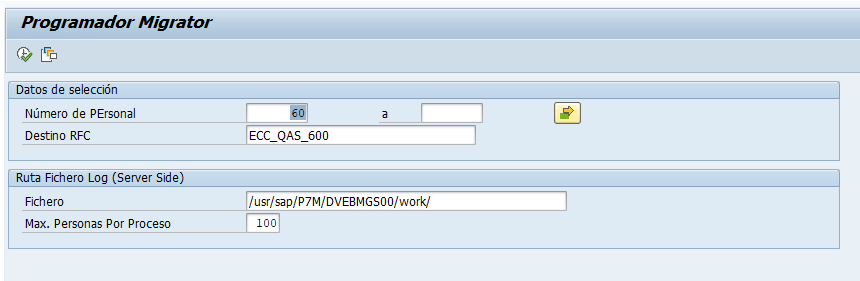 Programador Migrator
Datos de selección
Número de PErsonal 60 a
Destino RFC ECC_QAS_600
Ruta Fichero Log (Server Side)
Fichero /usr/sap/P7M/DVEBMGS00/work/
Max. Personas Por Proceso 100